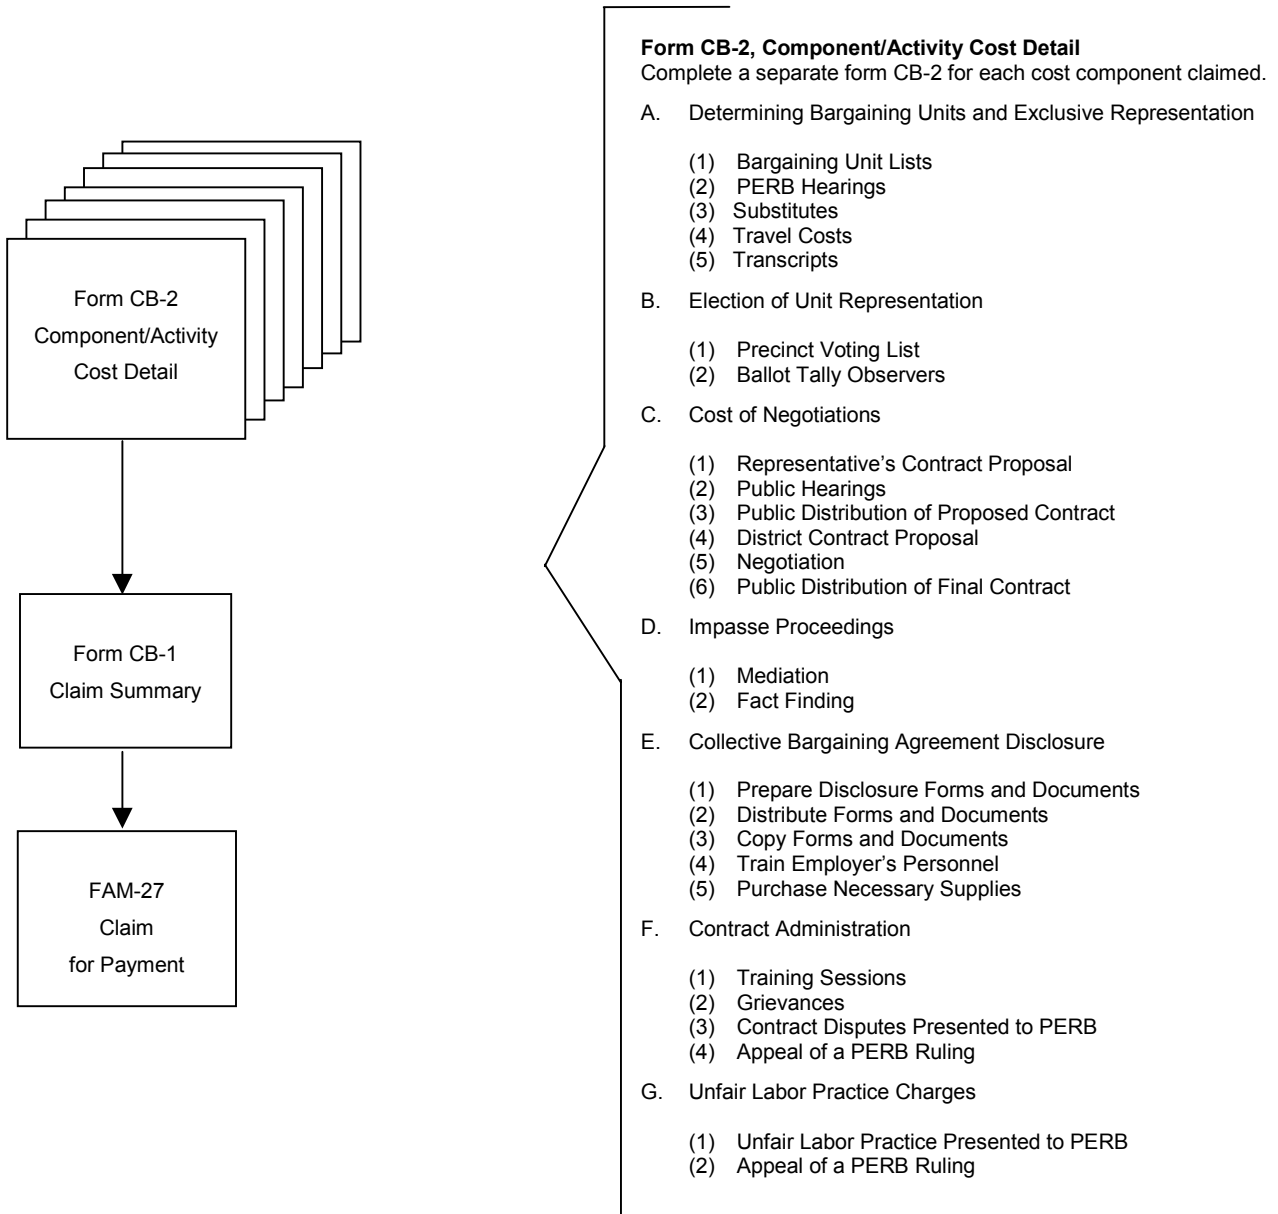 Form CB-2
Component/Activity
Cost Detail
Form CB-1
Claim Summary
FAM-27
Claim
for Payment
Form CB-2, Component/Activity Cost Detail
Complete a separate form CB-2 for each cost component claimed.
A. Determining Bargaining Units and Exclusive Representation
(1) Bargaining Unit Lists
(2) PERB Hearings
(3) Substitutes
(4) Travel Costs
(5) Transcripts
B. Election of Unit Representation
(1) Precinct Voting List
(2) Ballot Tally Observers
C. Cost of Negotiations
(1) Representative’s Contract Proposal
(2) Public Hearings
(3) Public Distribution of Proposed Contract
(4) District Contract Proposal
(5) Negotiation
(6) Public Distribution of Final Contract
D. Impasse Proceedings
(1) Mediation
(2) Fact Finding
E. Collective Bargaining Agreement Disclosure
(1) Prepare Disclosure Forms and Documents
(2) Distribute Forms and Documents
(3) Copy Forms and Documents
(4) Train Employer’s Personnel
(5) Purchase Necessary Supplies
F. Contract Administration
(1) Training Sessions
(2) Grievances
(3) Contract Disputes Presented to PERB
(4) Appeal of a PERB Ruling
G. Unfair Labor Practice Charges
(1) Unfair Labor Practice Presented to PERB
(2) Appeal of a PERB Ruling